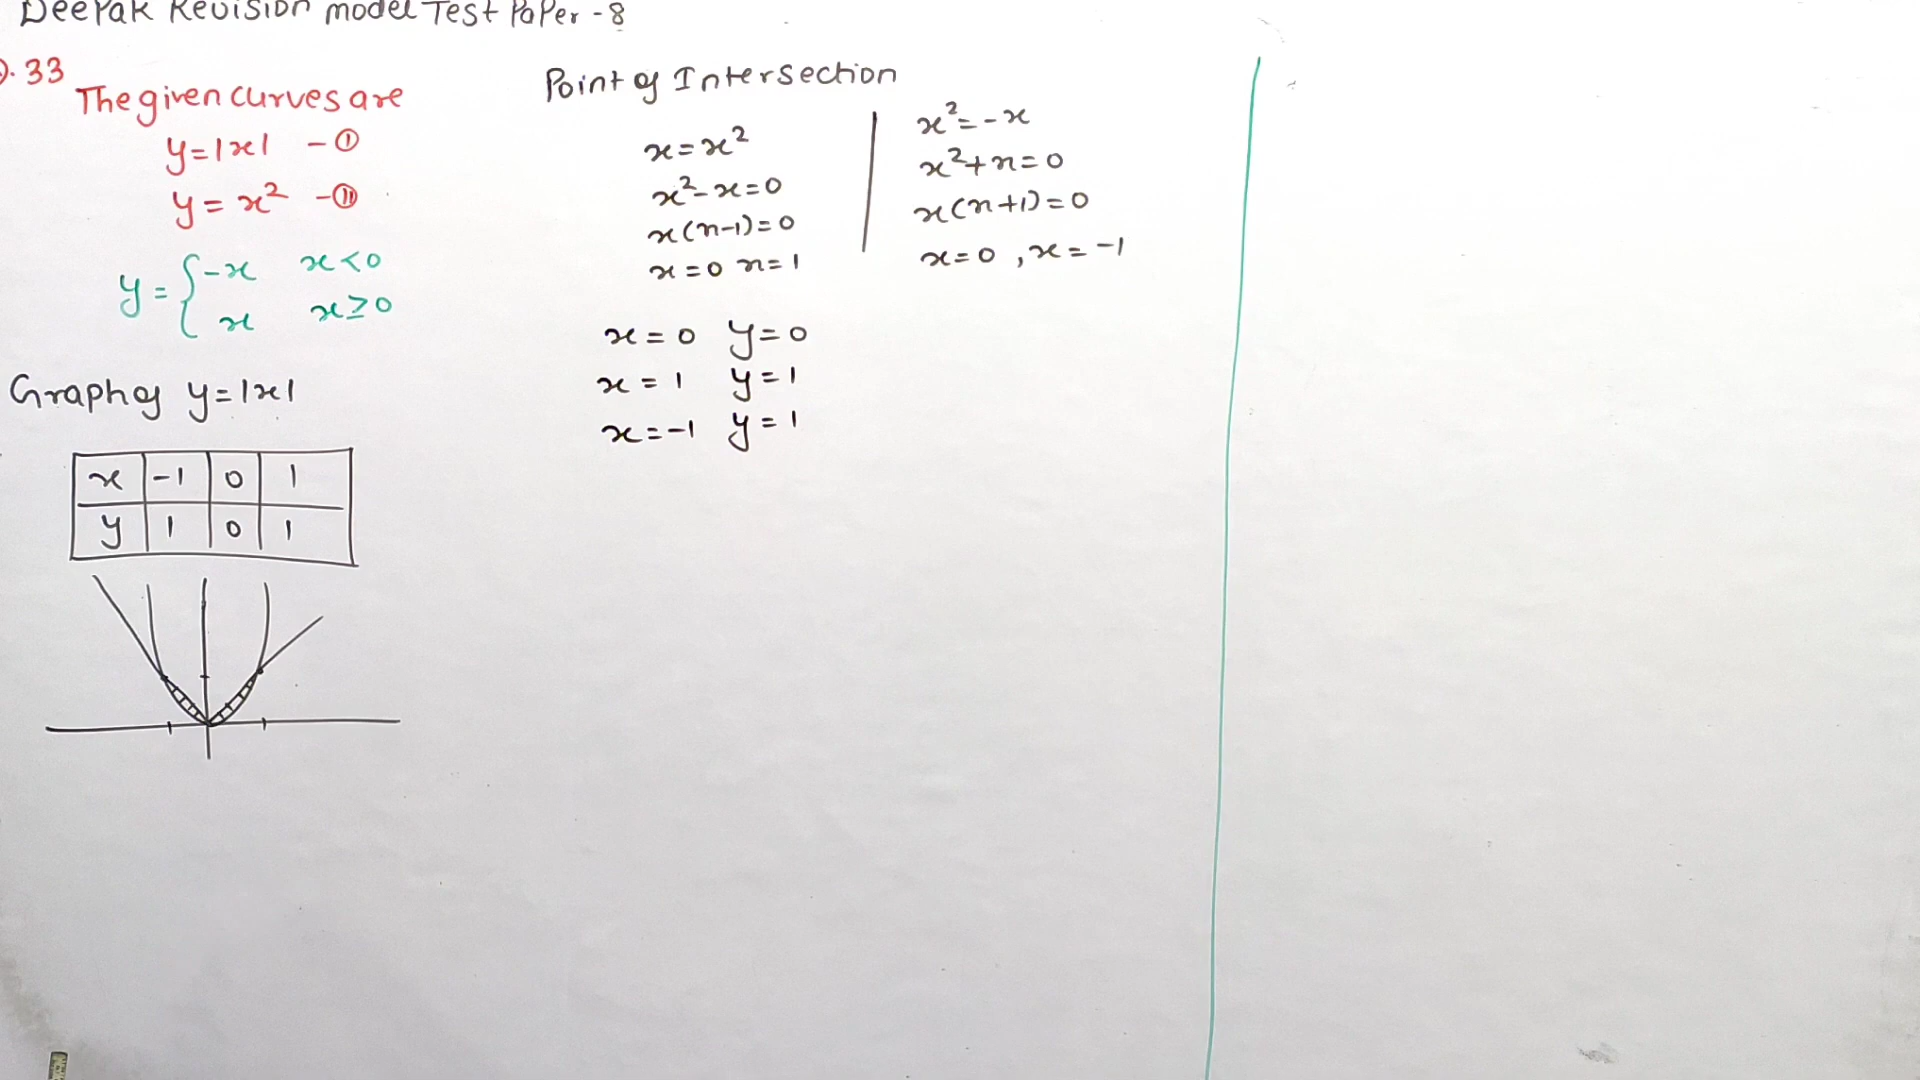 Deepak Revision model Test Paper - 8
Q. 33
The given curves are
y = |x| - ①
y = x² - ⑪
y = { -x x < 0
x x ≥ 0
Graph of y = |x|
x | -1 | 0 | 1
y | 1 | 0 | 1
Point of Intersection
x = x²
x² - x = 0
x(x-1) = 0
x = 0 x = 1
x² = -x
x² + x = 0
x(x+1) = 0
x = 0 , x = -1
x = 0 y = 0
x = 1 y = 1
x = -1 y = 1